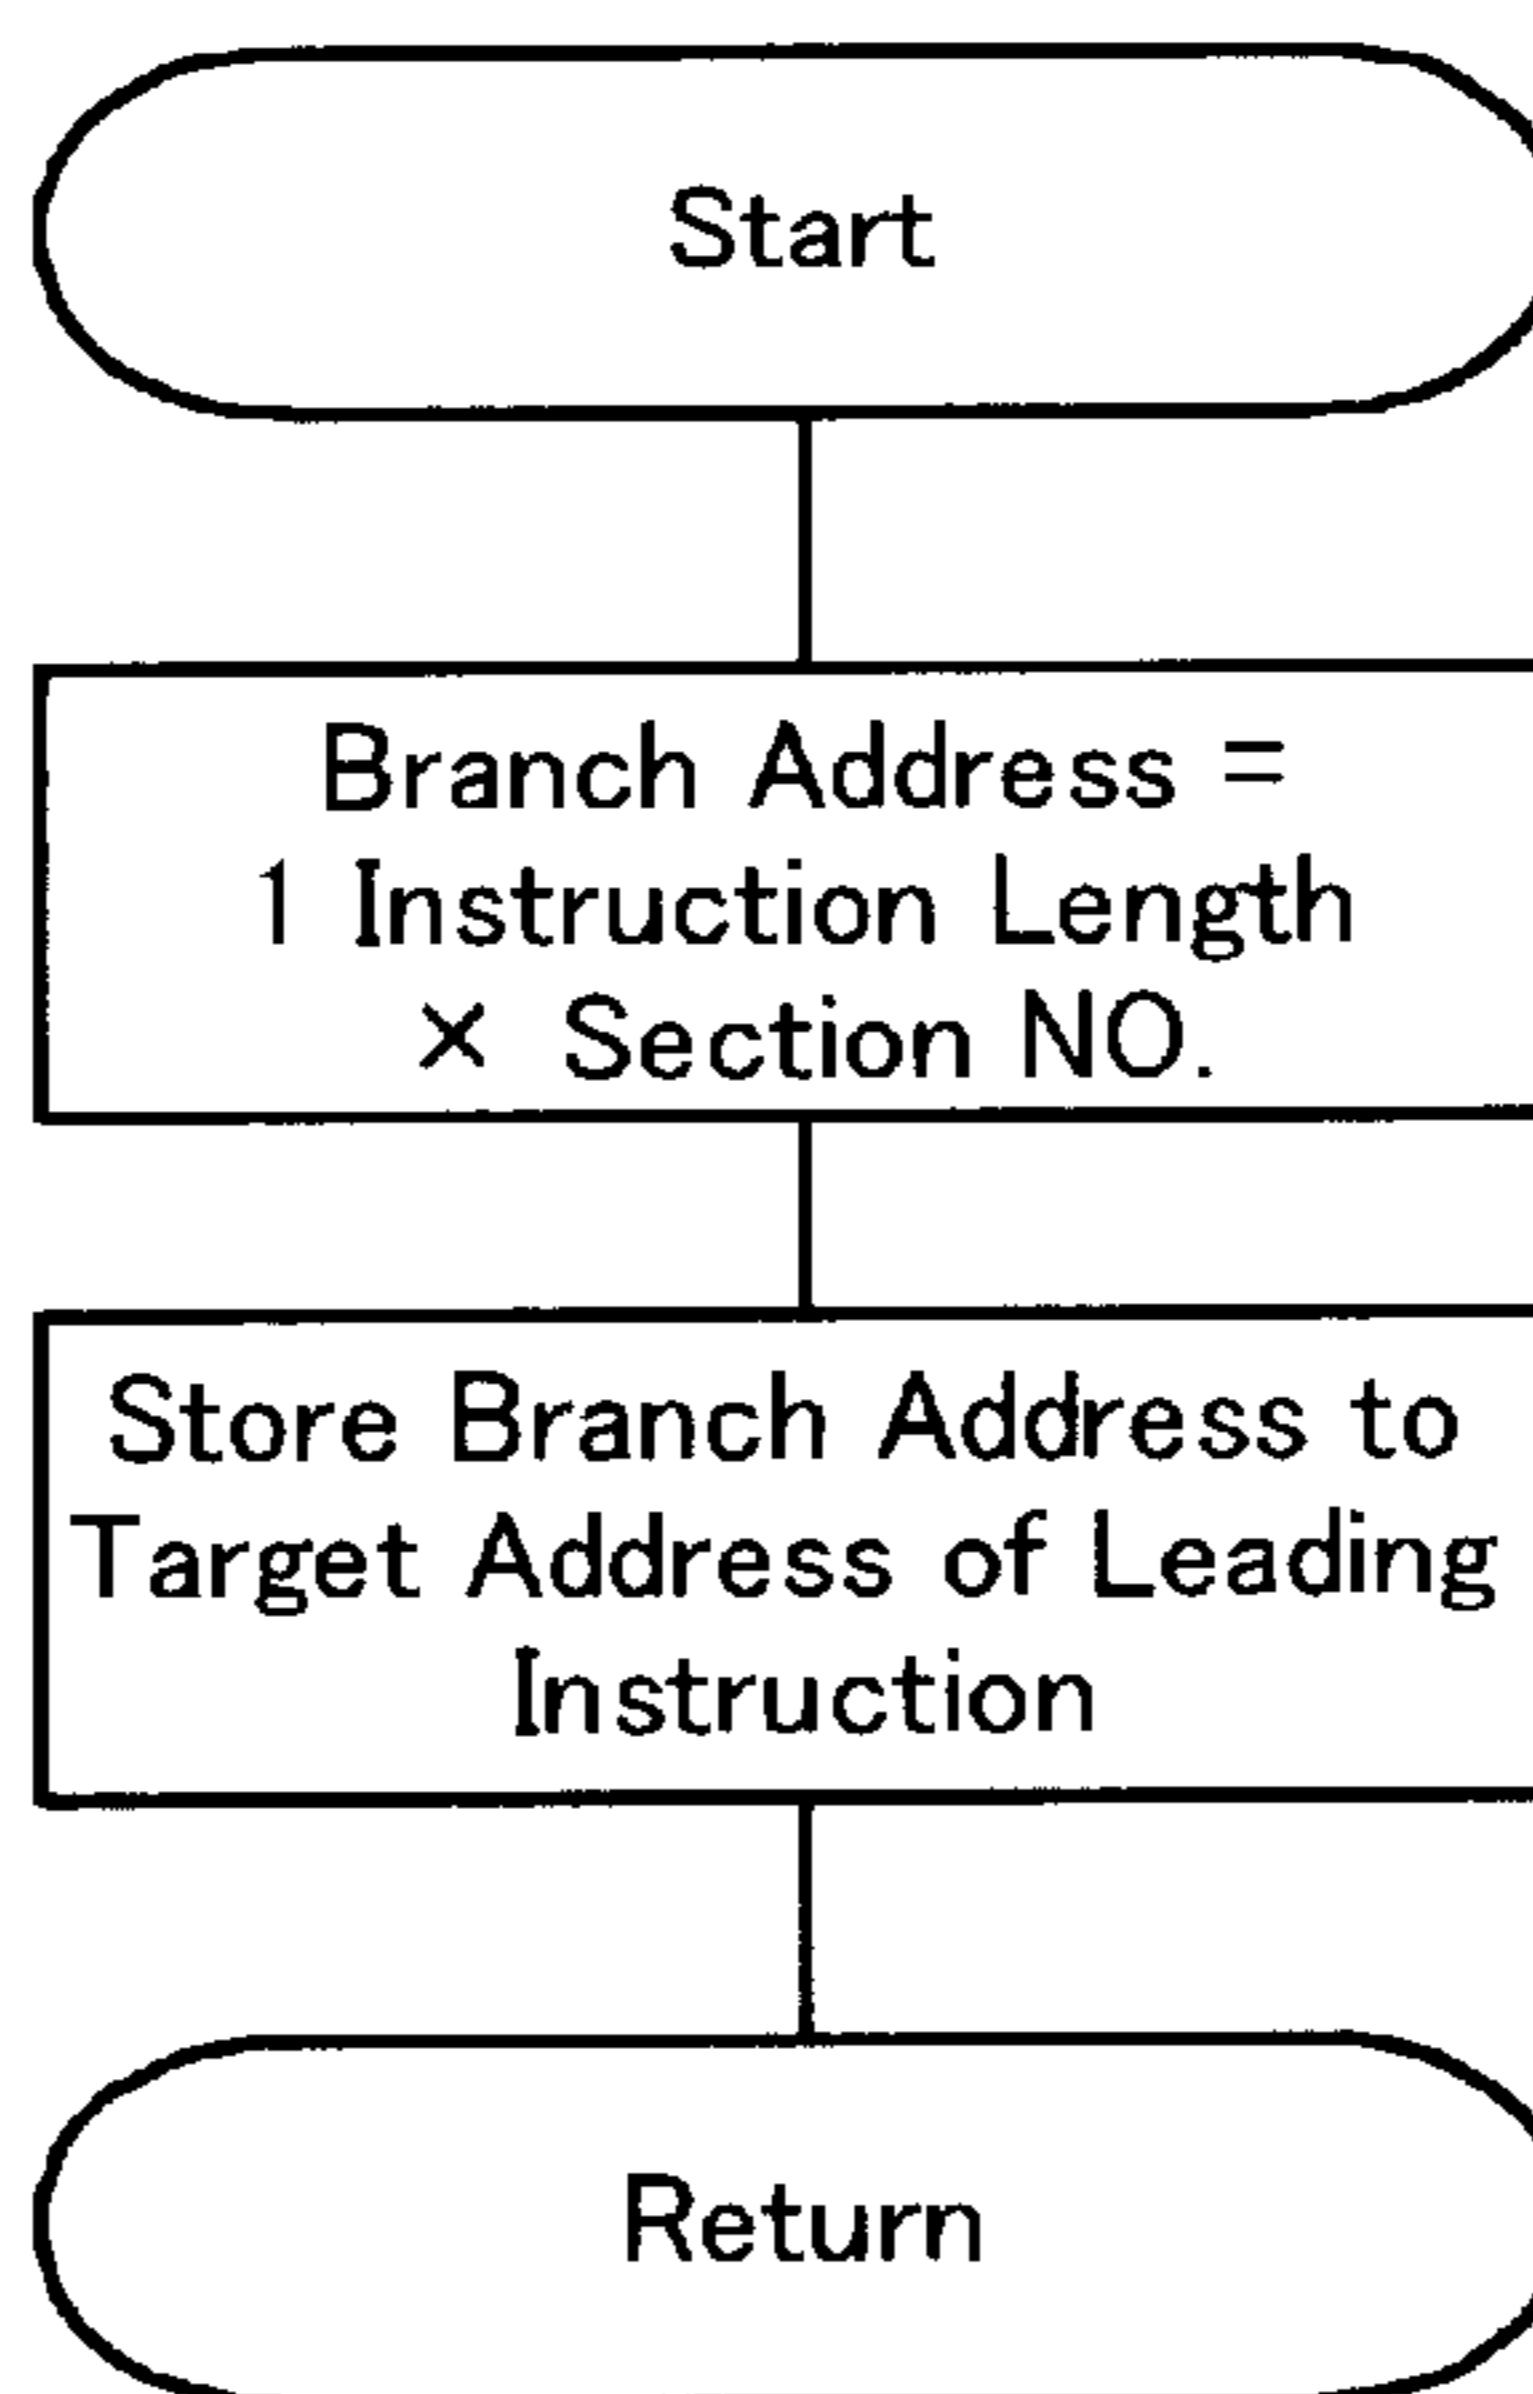 Start
Branch Address =
1 Instruction Length
× Section NO.
Store Branch Address to
Target Address of Leading
Instruction
Return